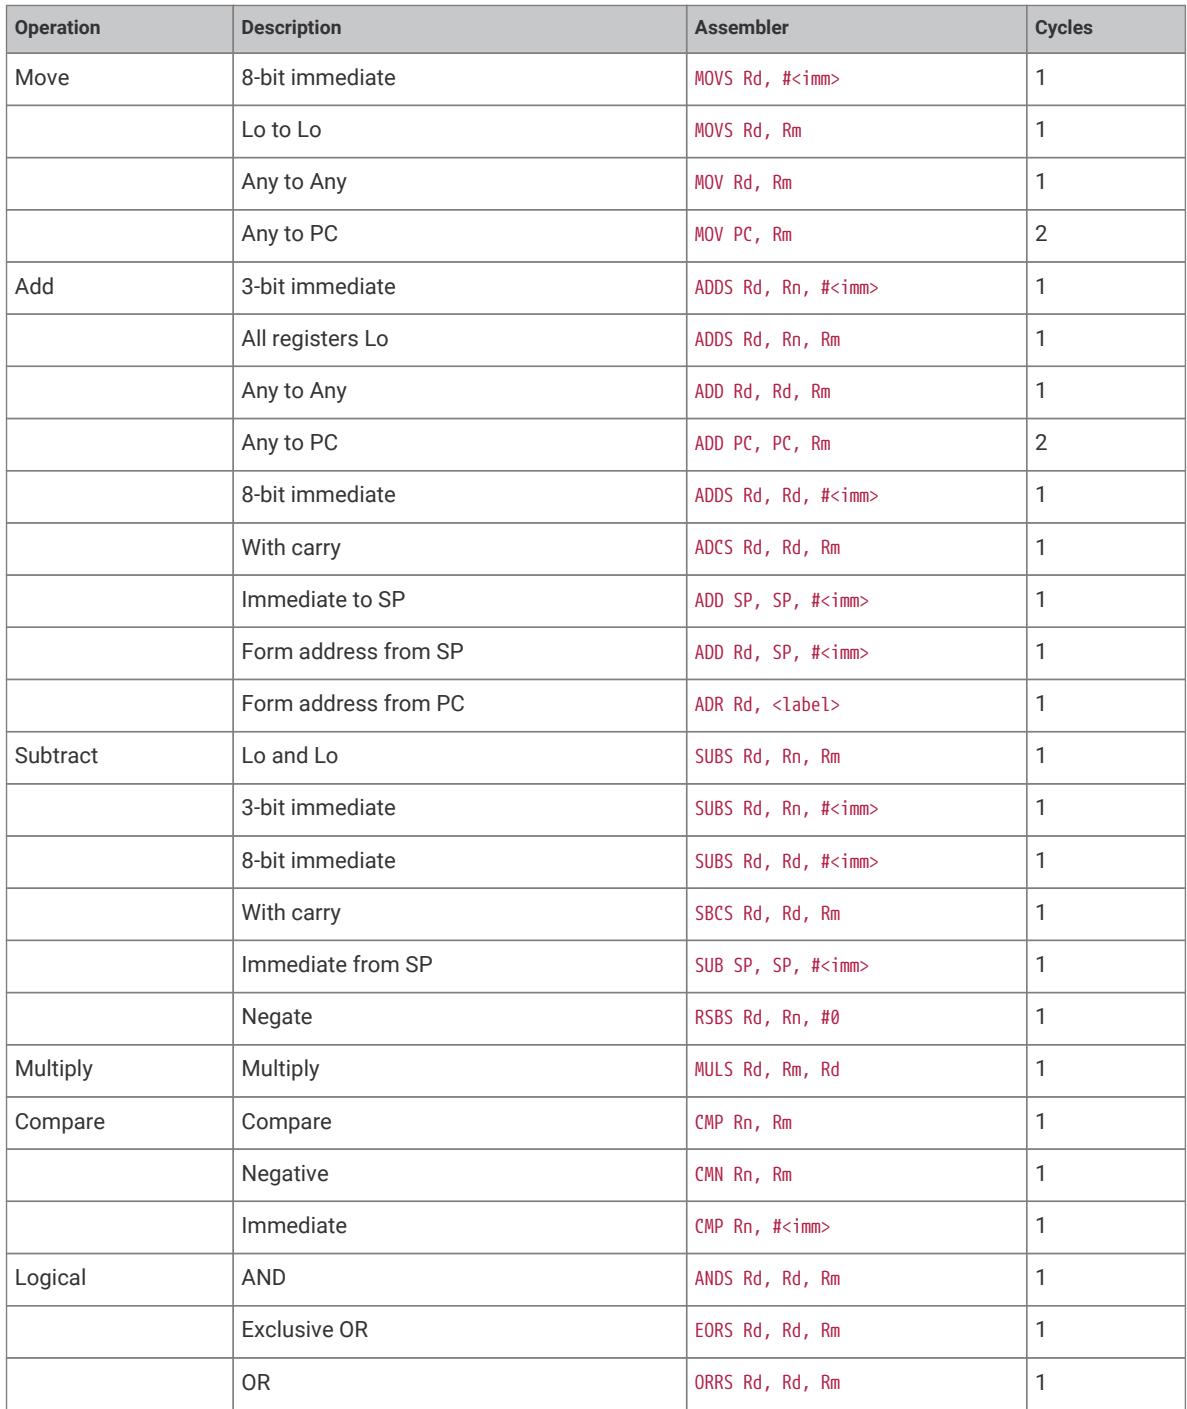 Operation Description Assembler Cycles
Move 8-bit immediate MOVS Rd, #<imm> 1
Lo to Lo MOVS Rd, Rm 1
Any to Any MOV Rd, Rm 1
Any to PC MOV PC, Rm 2
Add 3-bit immediate ADDS Rd, Rn, #<imm> 1
All registers Lo ADDS Rd, Rn, Rm 1
Any to Any ADD Rd, Rd, Rm 1
Any to PC ADD PC, PC, Rm 2
8-bit immediate ADDS Rd, Rd, #<imm> 1
With carry ADCS Rd, Rd, Rm 1
Immediate to SP ADD SP, SP, #<imm> 1
Form address from SP ADD Rd, SP, #<imm> 1
Form address from PC ADR Rd, <label> 1
Subtract Lo and Lo SUBS Rd, Rn, Rm 1
3-bit immediate SUBS Rd, Rn, #<imm> 1
8-bit immediate SUBS Rd, Rd, #<imm> 1
With carry SBCS Rd, Rd, Rm 1
Immediate from SP SUB SP, SP, #<imm> 1
Negate RSBS Rd, Rn, #0 1
Multiply Multiply MULS Rd, Rm, Rd 1
Compare Compare CMP Rn, Rm 1
Negative CMN Rn, Rm 1
Immediate CMP Rn, #<imm> 1
Logical AND ANDS Rd, Rd, Rm 1
Exclusive OR EORS Rd, Rd, Rm 1
OR ORRS Rd, Rd, Rm 1